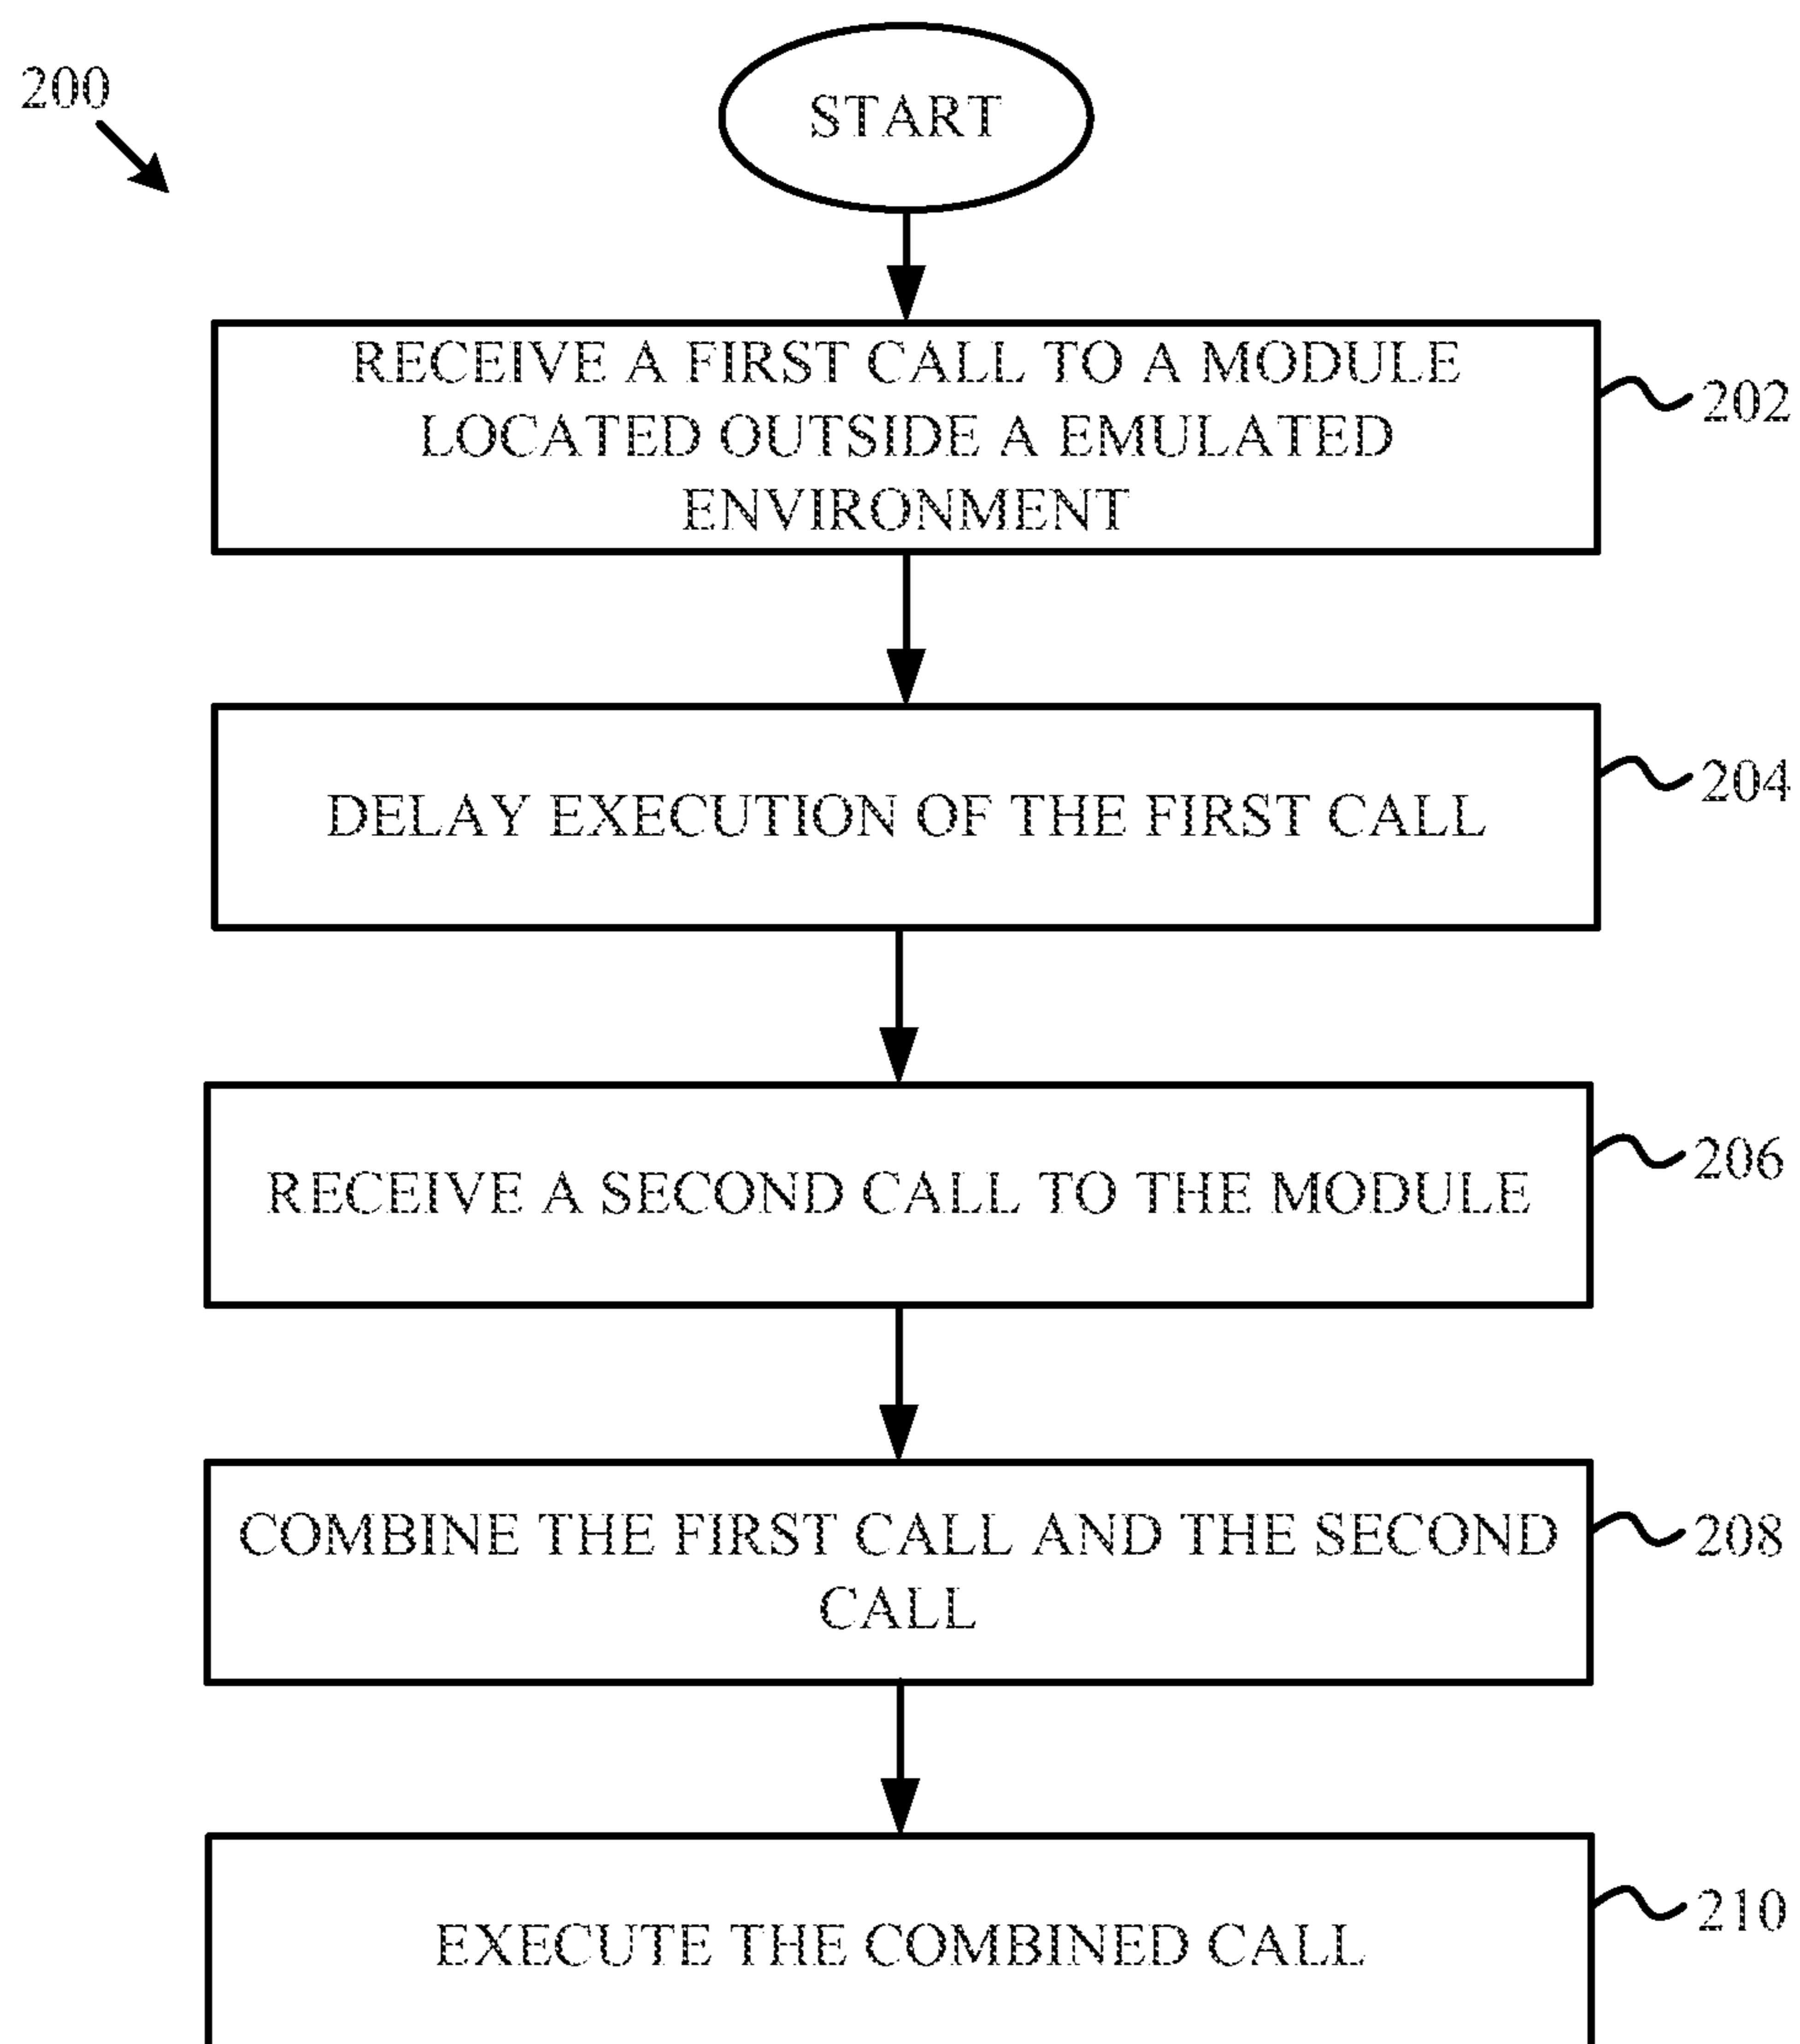 200
START
RECEIVE A FIRST CALL TO A MODULE
LOCATED OUTSIDE A EMULATED
ENVIRONMENT
202
DELAY EXECUTION OF THE FIRST CALL
204
RECEIVE A SECOND CALL TO THE MODULE
206
COMBINE THE FIRST CALL AND THE SECOND
CALL
208
EXECUTE THE COMBINED CALL
210